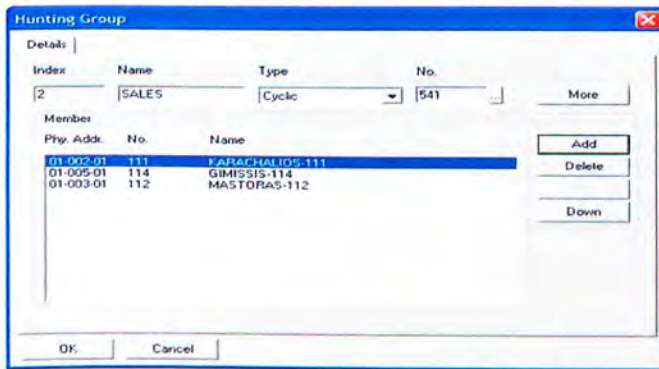 Hunting Group
Details
Index Name Type No.
2 SALES Cyclic 541 ... More
Member
Phy. Addr. No. Name
Add
01-002-01 111 KARACHALIOS-111
01-005-01 114 GIMISSIS-114
Delete
01-003-01 112 MASTORAS-112
Down
OK Cancel